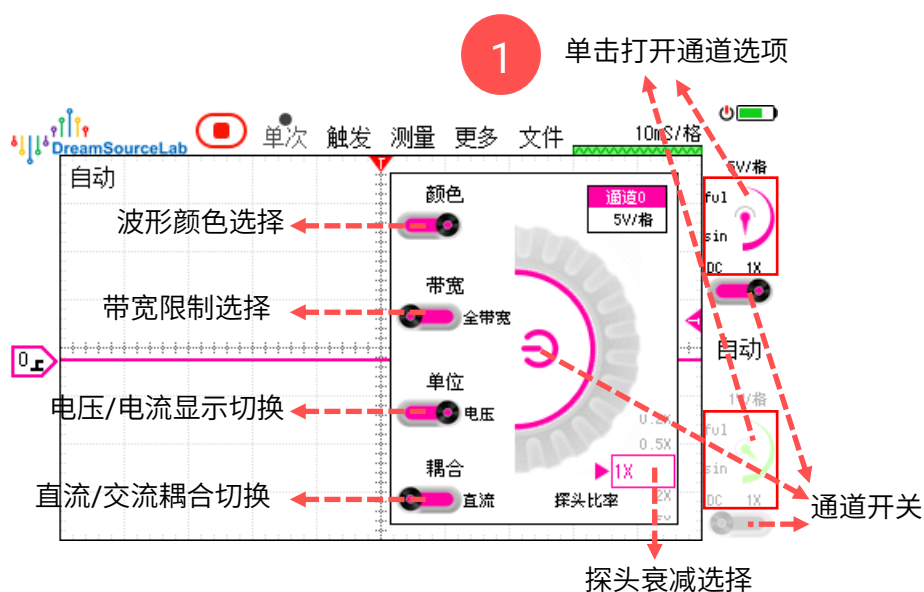 1
单击打开通道选项
DreamSourceLab
单次
触发
测量
更多
文件
10mS/格
自动
T
颜色
通道0
5V/格
5V/格
ful
sin
DC 1X
波形颜色选择
带宽
带宽限制选择
全带宽
T
自动
0
单位
电压/电流显示切换
电压
1V/格
ful
sin
DC 1X
0.2X
0.5X
1X
2X
5X
耦合
直流/交流耦合切换
直流
探头比率
通道开关
探头衰减选择